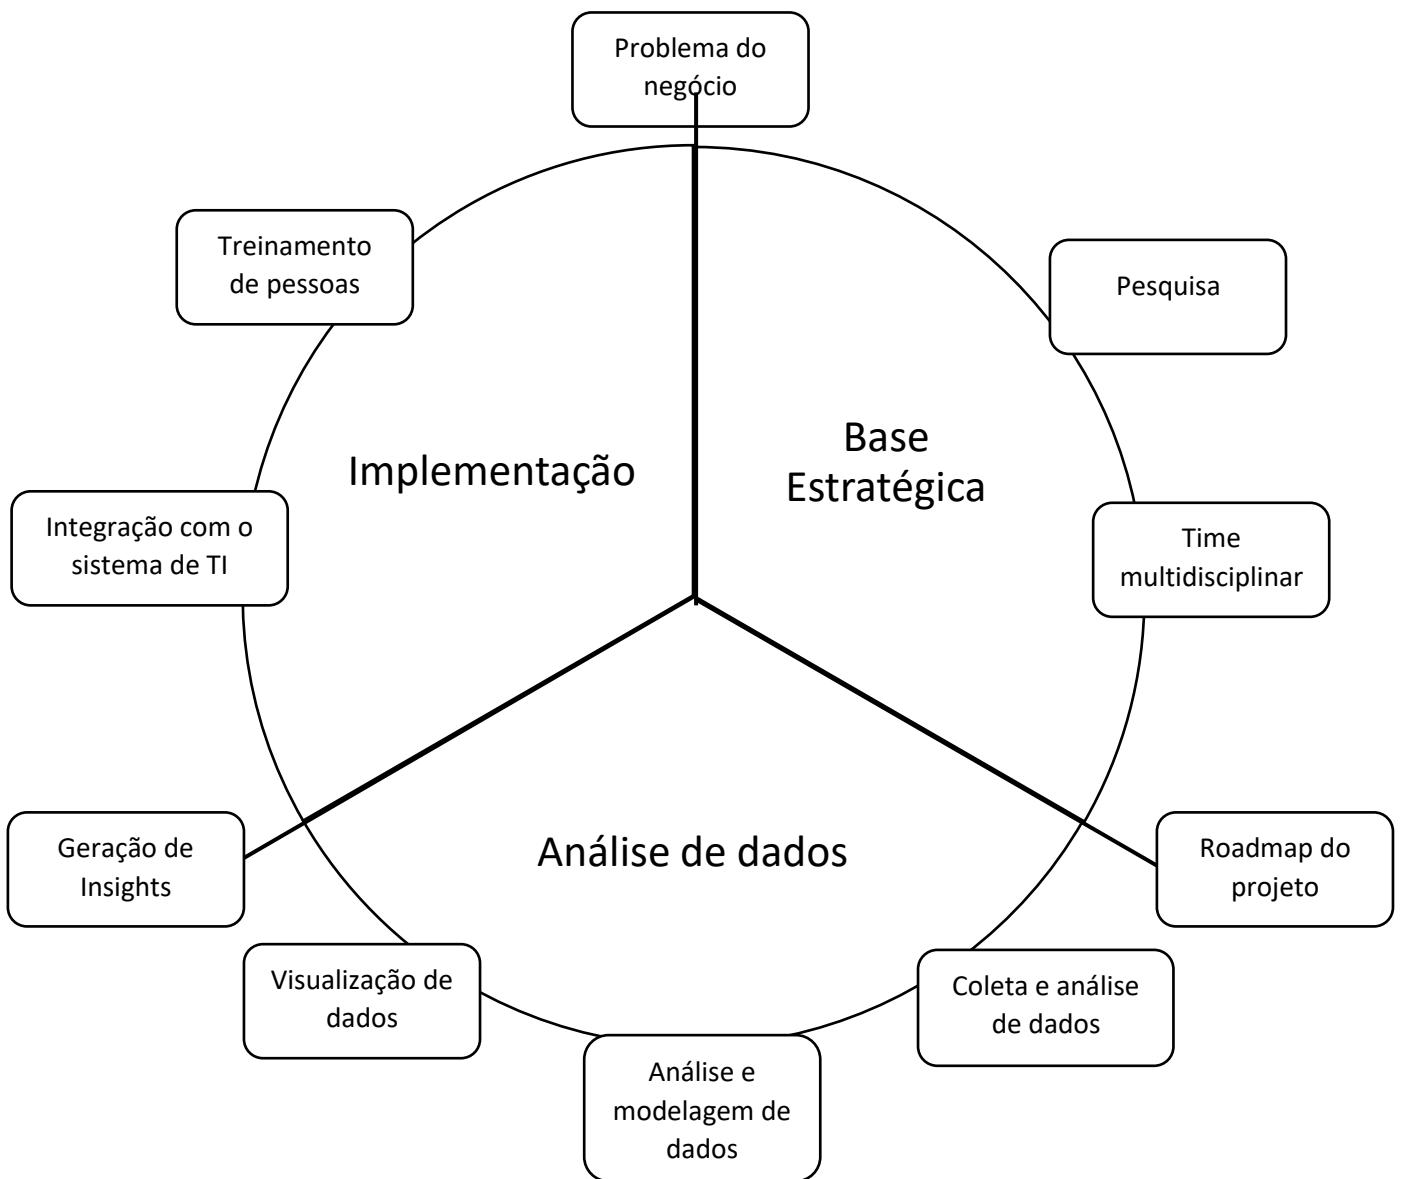 Problema do
negócio
Treinamento
de pessoas
Pesquisa
Base
Estratégica
Implementação
Integração com o
sistema de TI
Time
multidisciplinar
Análise de dados
Geração de
Insights
Roadmap do
projeto
Visualização de
dados
Coleta e análise
de dados
Análise e
modelagem de
dados